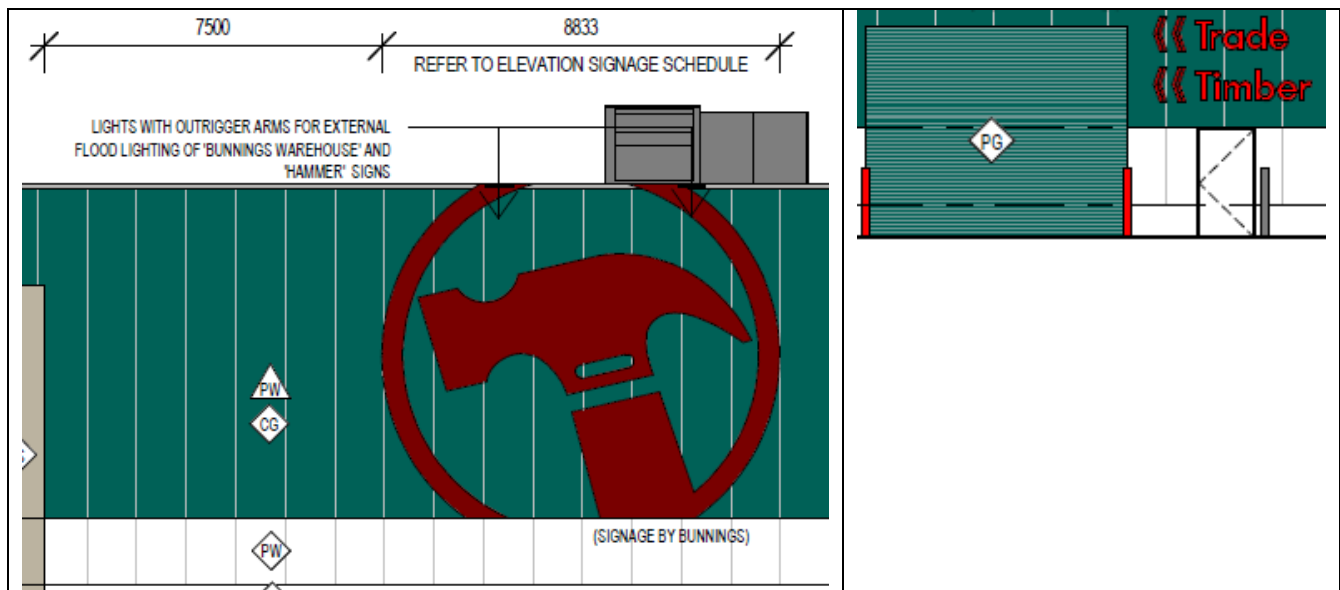 7500
8833
REFER TO ELEVATION SIGNAGE SCHEDULE
LIGHTS WITH OUTRIGGER ARMS FOR EXTERNAL
FLOOD LIGHTING OF 'BUNNINGS WAREHOUSE' AND
'HAMMER' SIGNS
PW
CG
(SIGNAGE BY BUNNINGS)
PW
Trade
Timber
PG